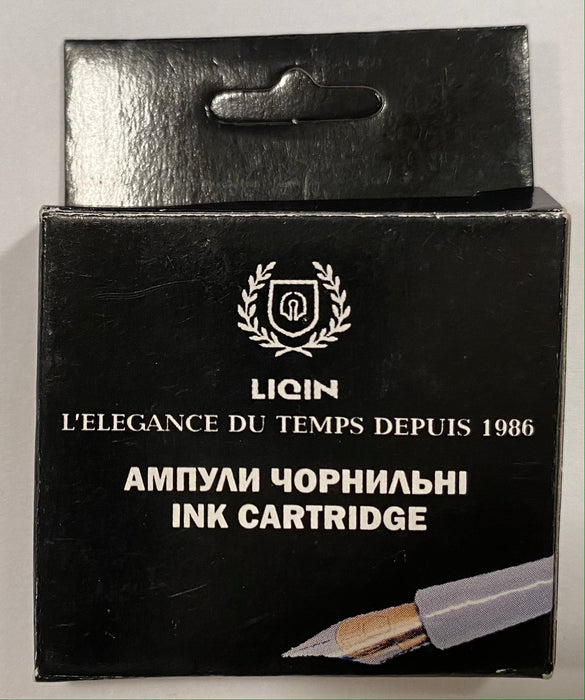 LIQIN
L'ELEGANCE DU TEMPS DEPUIS 1986
АМПУЛИ ЧОРНИЛЬНІ
INK CARTRIDGE